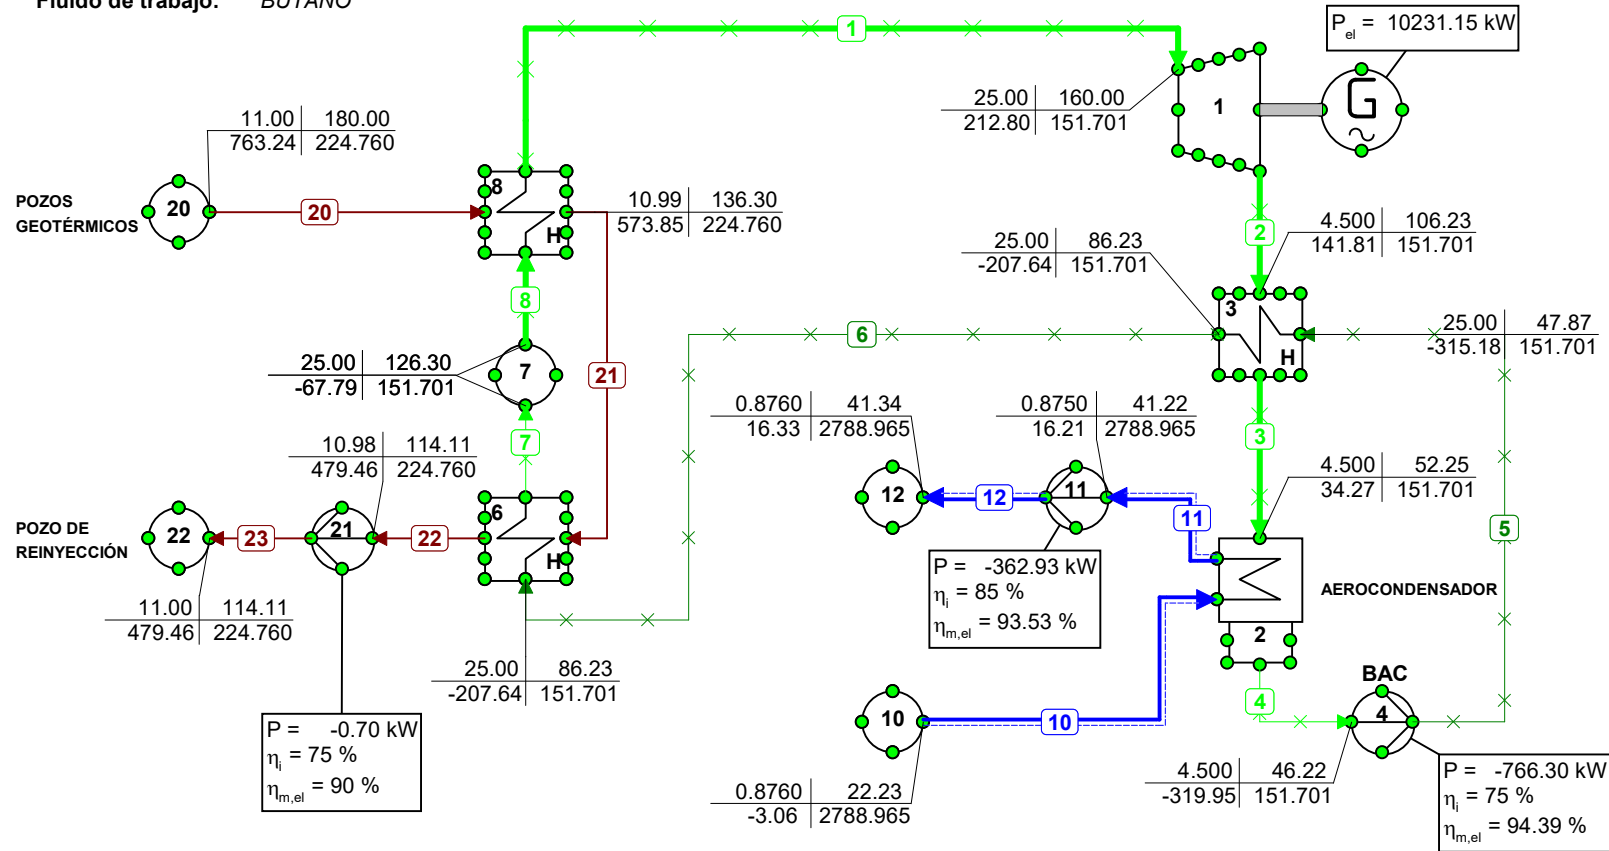 Fluido de trabajo: BUTANO
1
P_el = 10231.15 kW
11.00 180.00
763.24 224.760
25.00 160.00
212.80 151.701
1
G
POZOS
GEOTÉRMICOS
20
20
8
H
10.99 136.30
573.85 224.760
2
4.500 106.23
141.81 151.701
25.00 86.23
-207.64 151.701
8
3
H
6
25.00 47.87
-315.18 151.701
25.00 126.30
-67.79 151.701
7
21
0.8760 41.34
16.33 2788.965
0.8750 41.22
16.21 2788.965
7
3
10.98 114.11
479.46 224.760
4.500 52.25
34.27 151.701
12
12
11
11
5
POZO DE
REINYECCIÓN
22
23
21
22
6
H
P = -362.93 kW
η_i = 85 %
η_m,el = 93.53 %
AEROCONDENSADOR
11.00 114.11
479.46 224.760
2
25.00 86.23
-207.64 151.701
BAC
4
4
10
10
P = -0.70 kW
η_i = 75 %
η_m,el = 90 %
0.8760 22.23
-3.06 2788.965
4.500 46.22
-319.95 151.701
P = -766.30 kW
η_i = 75 %
η_m,el = 94.39 %